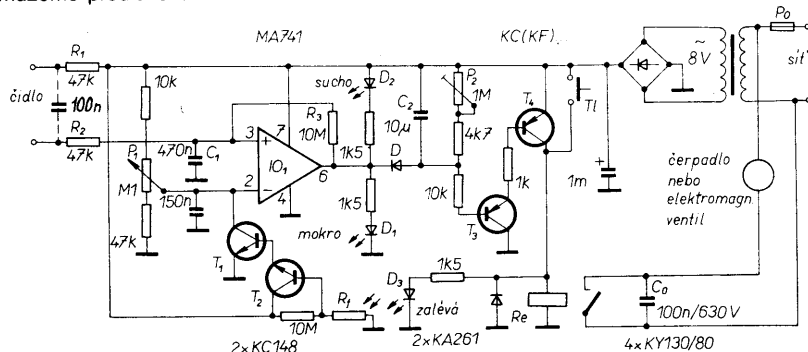 MA741
KC(KF)
P₀
R₁
47k
10k
sucho
D₂
P₂
1M
T₄
~
8V
síť
čidlo
100n
R₃
10M
C₂
10μ
Tl
R₂
47k
3
+
7
4k7
P₁
470n
C₁
IO₁
6
1k5
D
1k
+
1m
čerpadlo
nebo
elektromagn.
ventil
M1
2
−
4
150n
1k5
10k
T₃
47k
mokro
D₁
T₁
D₃
1k5
T₂
zalévá
C₀
10M
R_f
Re
100n/630V
2×KC148
2×KA261
4×KY130/80